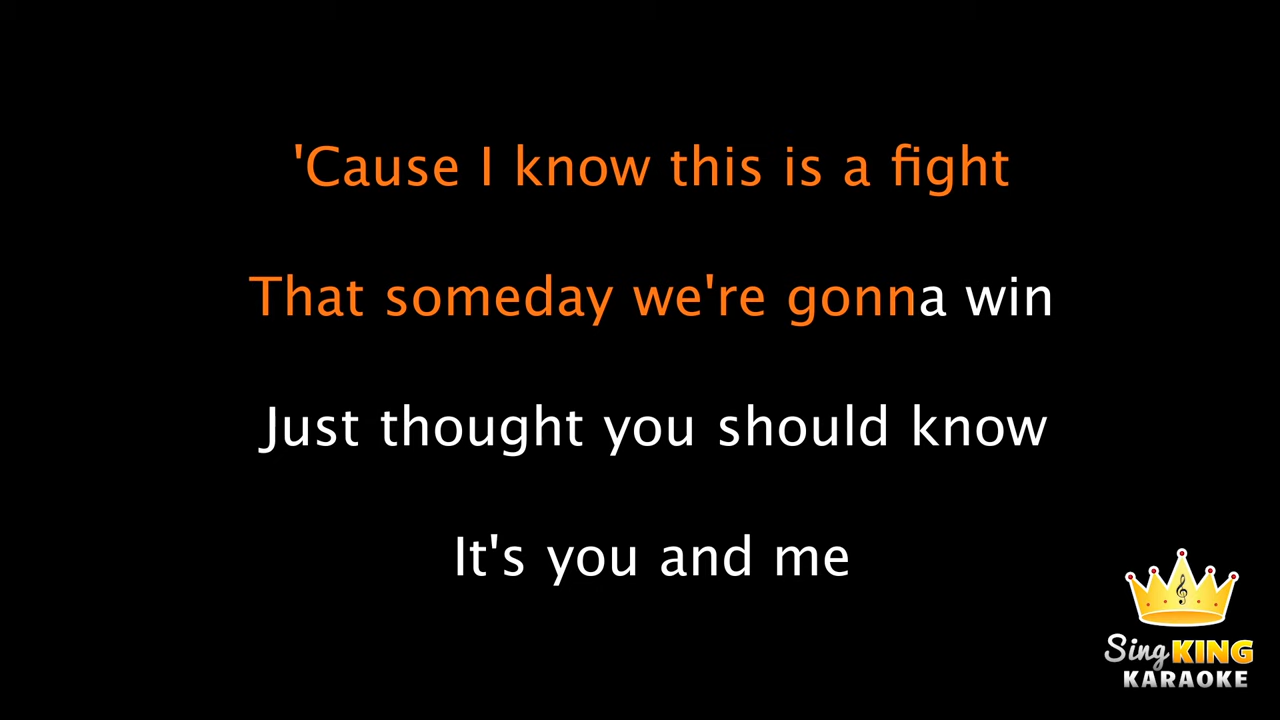 'Cause I know this is a fight
That someday we're gonna win
Just thought you should know
It's you and me
Sing KING
KARAOKE